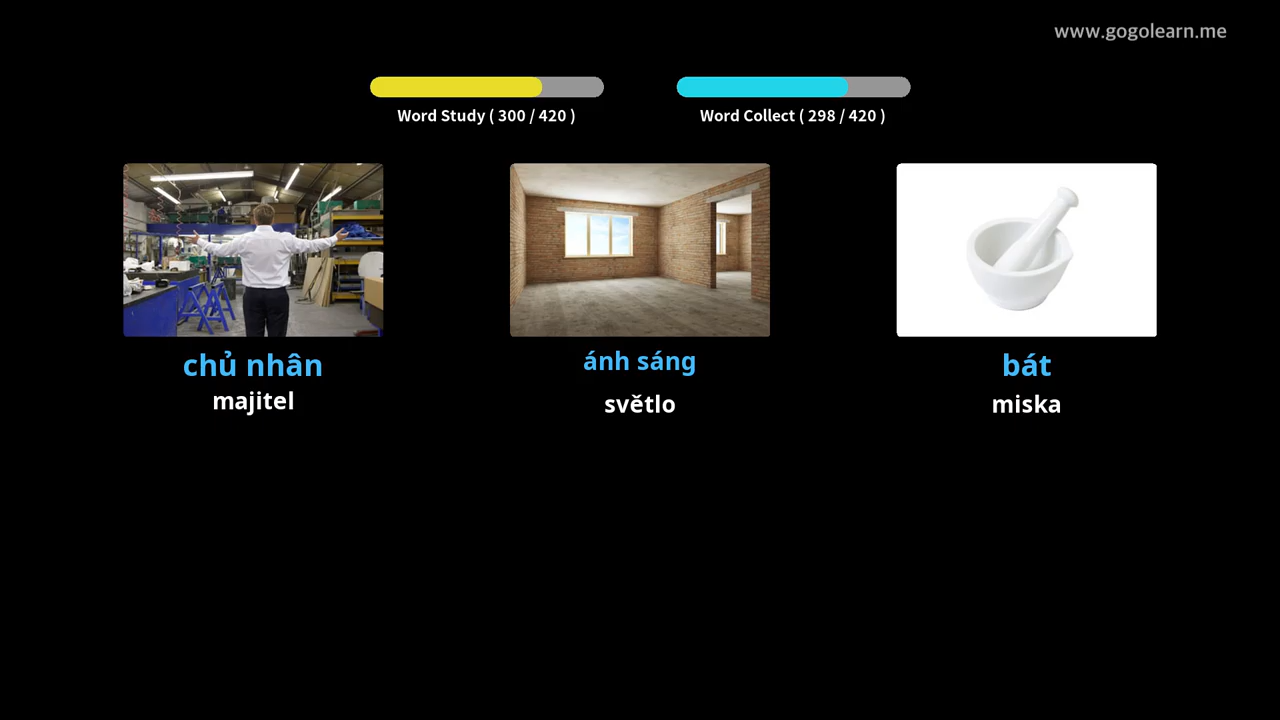 www.gogolearn.me
Word Study ( 300 / 420 )
Word Collect ( 298 / 420 )
chủ nhân
majitel
ánh sáng
světlo
bát
miska